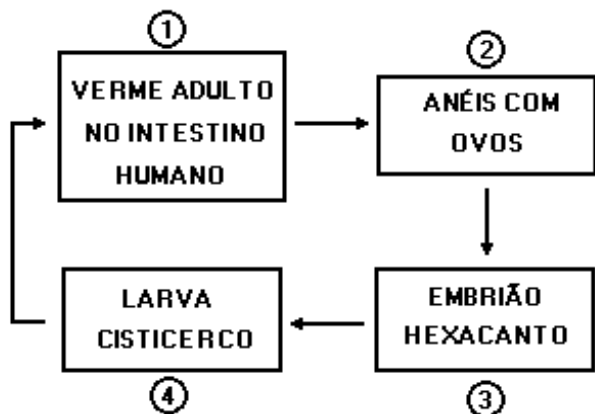 1
VERME ADULTO
NO INTESTINO
HUMANO
2
ANÉIS COM
OVOS
EMBRIÃO
HEXACANTO
3
LARVA
CISTICERCO
4